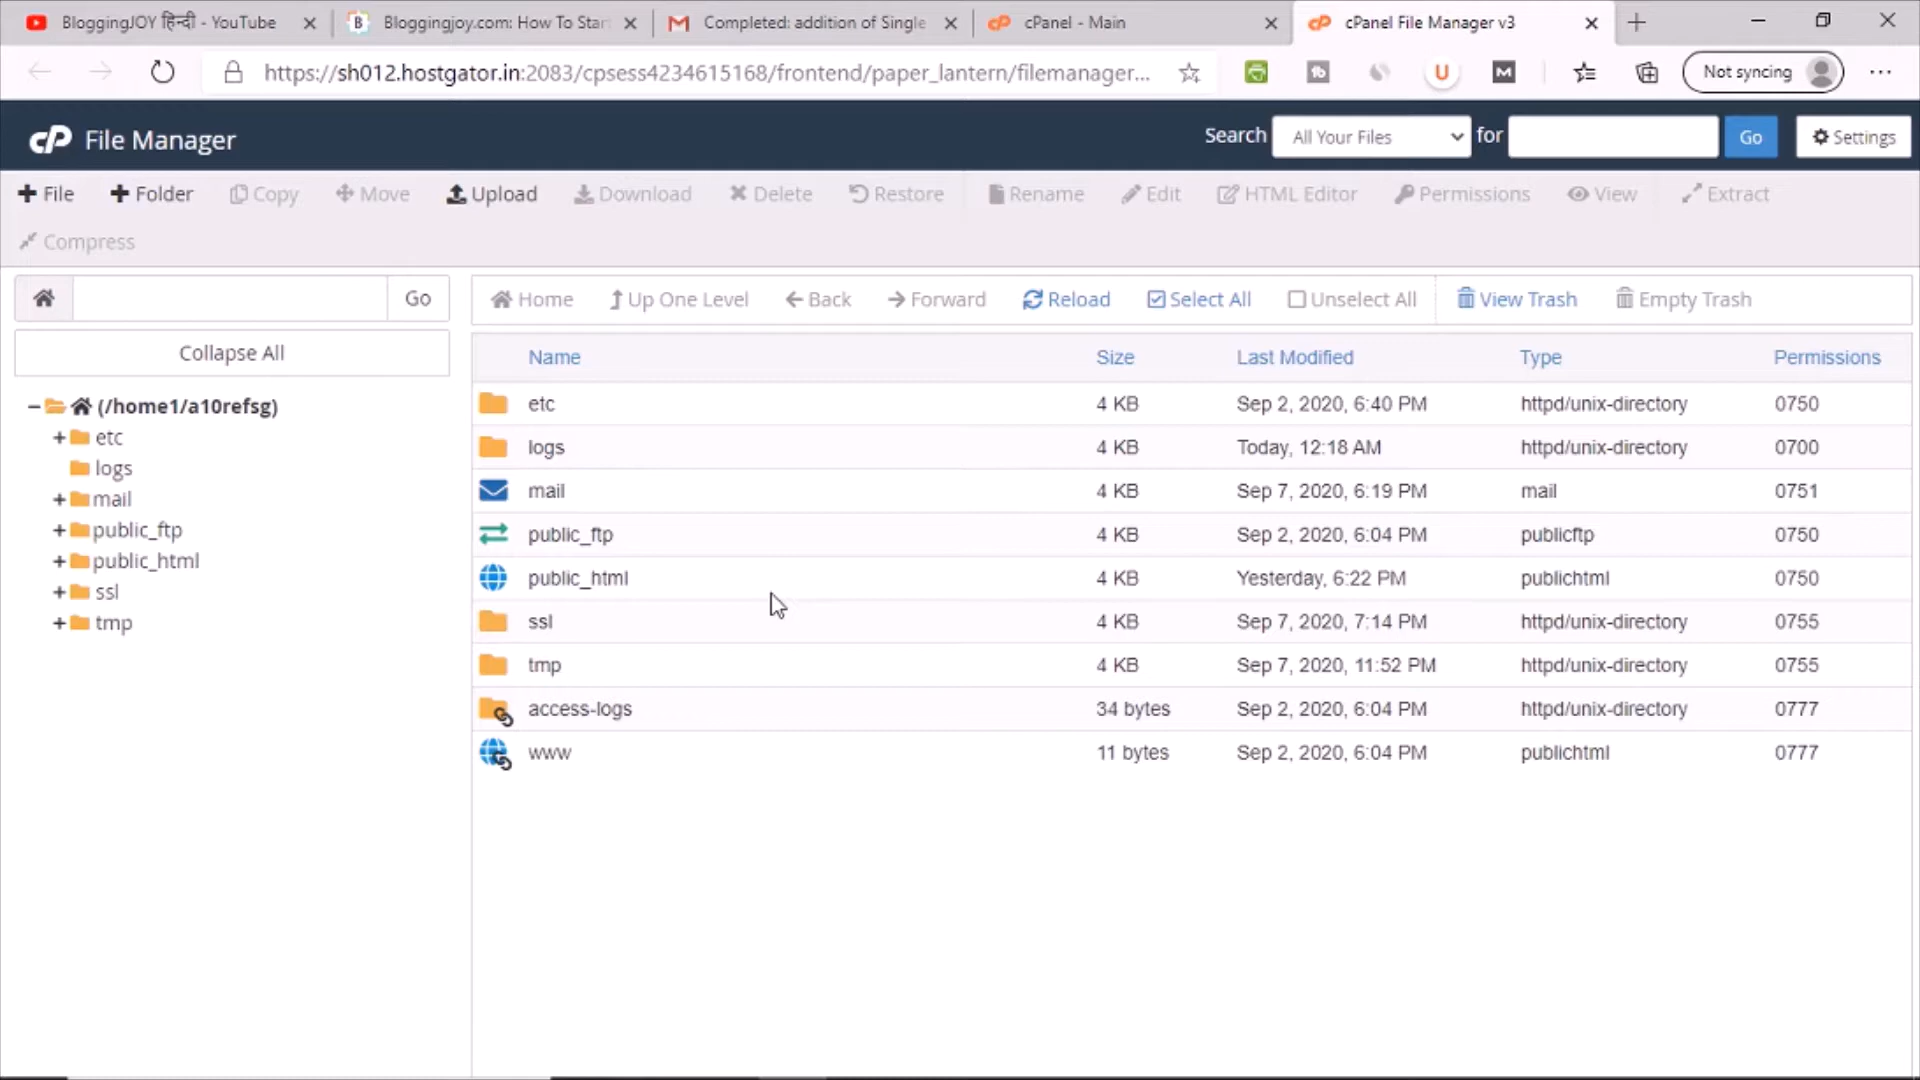 BloggingJOY हिन्दी - YouTube
Bloggingjoy.com: How To Star
Completed: addition of Single
cPanel - Main
cPanel File Manager v3
https://sh012.hostgator.in:2083/cpsess4234615168/frontend/paper_lantern/filemanager...
Not syncing
cP File Manager
Search All Your Files for Go Settings
File Folder Copy Move Upload Download Delete Restore Rename Edit HTML Editor Permissions View Extract
Compress
Go
Home Up One Level Back Forward Reload Select All Unselect All View Trash Empty Trash
Collapse All
(/home1/a10refsg)
etc
logs
mail
public_ftp
public_html
ssl
tmp
Name Size Last Modified Type Permissions
etc 4 KB Sep 2, 2020, 6:40 PM httpd/unix-directory 0750
logs 4 KB Today, 12:18 AM httpd/unix-directory 0700
mail 4 KB Sep 7, 2020, 6:19 PM mail 0751
public_ftp 4 KB Sep 2, 2020, 6:04 PM publicftp 0750
public_html 4 KB Yesterday, 6:22 PM publichtml 0750
ssl 4 KB Sep 7, 2020, 7:14 PM httpd/unix-directory 0755
tmp 4 KB Sep 7, 2020, 11:52 PM httpd/unix-directory 0755
access-logs 34 bytes Sep 2, 2020, 6:04 PM httpd/unix-directory 0777
www 11 bytes Sep 2, 2020, 6:04 PM publichtml 0777